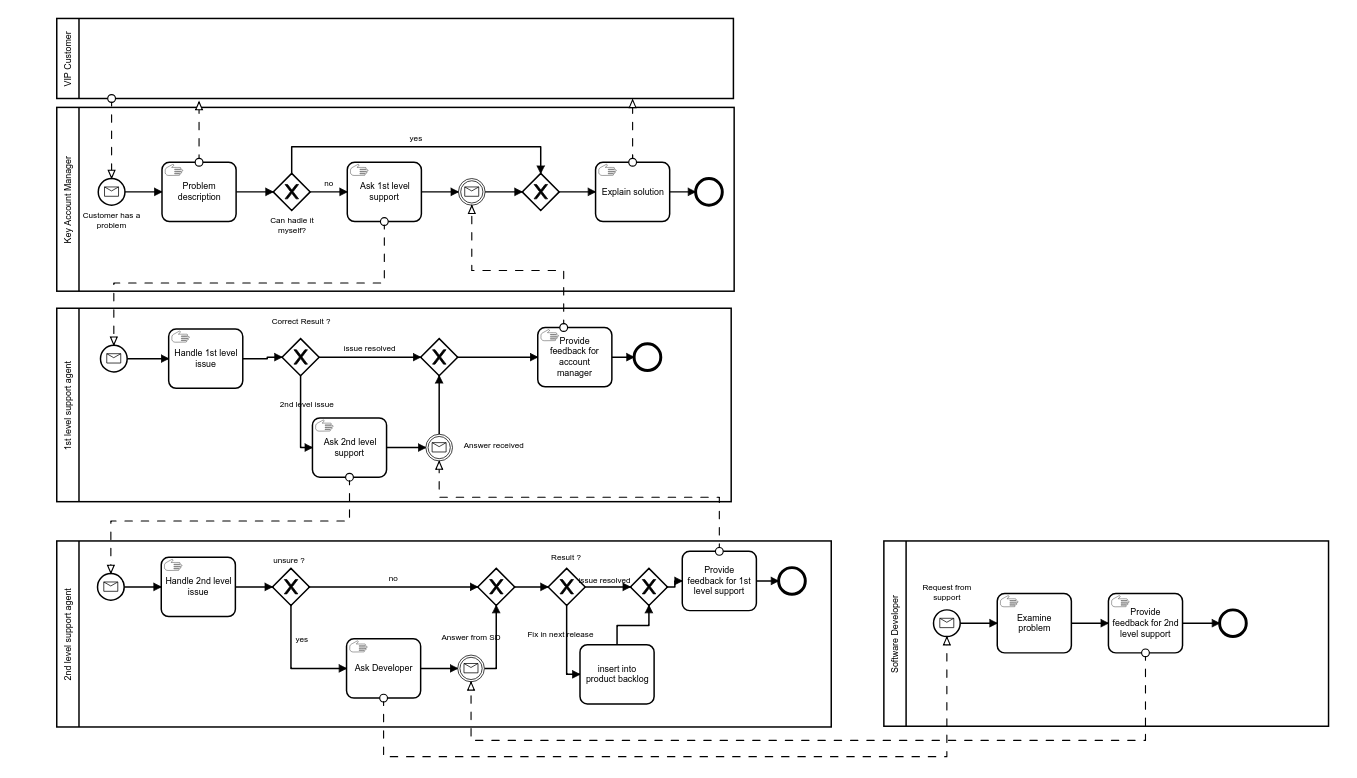 VIP Customer
Key Account Manager
Customer has a
problem
Problem
description
Can hadle it
myself?
yes
no
Ask 1st level
support
Explain solution
1st level support agent
Handle 1st level
issue
Correct Result ?
issue resolved
2nd level issue
Ask 2nd level
support
Answer received
Provide
feedback for
account
manager
2nd level support agent
Handle 2nd level
issue
unsure ?
no
yes
Ask Developer
Answer from SD
Result ?
issue resolved
Fix in next release
insert into
product backlog
Provide
feedback for 1st
level support
Software Developer
Request from
support
Examine
problem
Provide
feedback for 2nd
level support